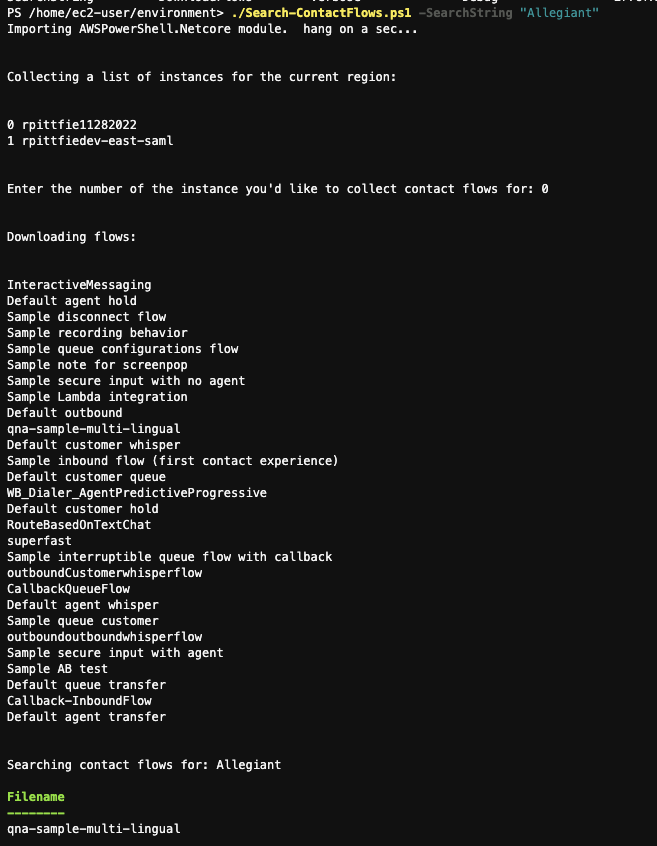 PS /home/ec2-user/environment> ./Search-ContactFlows.ps1 -SearchString "Allegiant"
Importing AWSPowerShell.Netcore module.  hang on a sec...
Collecting a list of instances for the current region:
0 rpittfie11282022
1 rpittfiedev-east-saml
Enter the number of the instance you'd like to collect contact flows for: 0
Downloading flows:
InteractiveMessaging
Default agent hold
Sample disconnect flow
Sample recording behavior
Sample queue configurations flow
Sample note for screenpop
Sample secure input with no agent
Sample Lambda integration
Default outbound
qna-sample-multi-lingual
Default customer whisper
Sample inbound flow (first contact experience)
Default customer queue
WB_Dialer_AgentPredictiveProgressive
Default customer hold
RouteBasedOnTextChat
superfast
Sample interruptible queue flow with callback
outboundCustomerwhisperflow
CallbackQueueFlow
Default agent whisper
Sample queue customer
outboundoutboundwhisperflow
Sample secure input with agent
Sample AB test
Default queue transfer
Callback-InboundFlow
Default agent transfer
Searching contact flows for: Allegiant
Filename
--------
qna-sample-multi-lingual